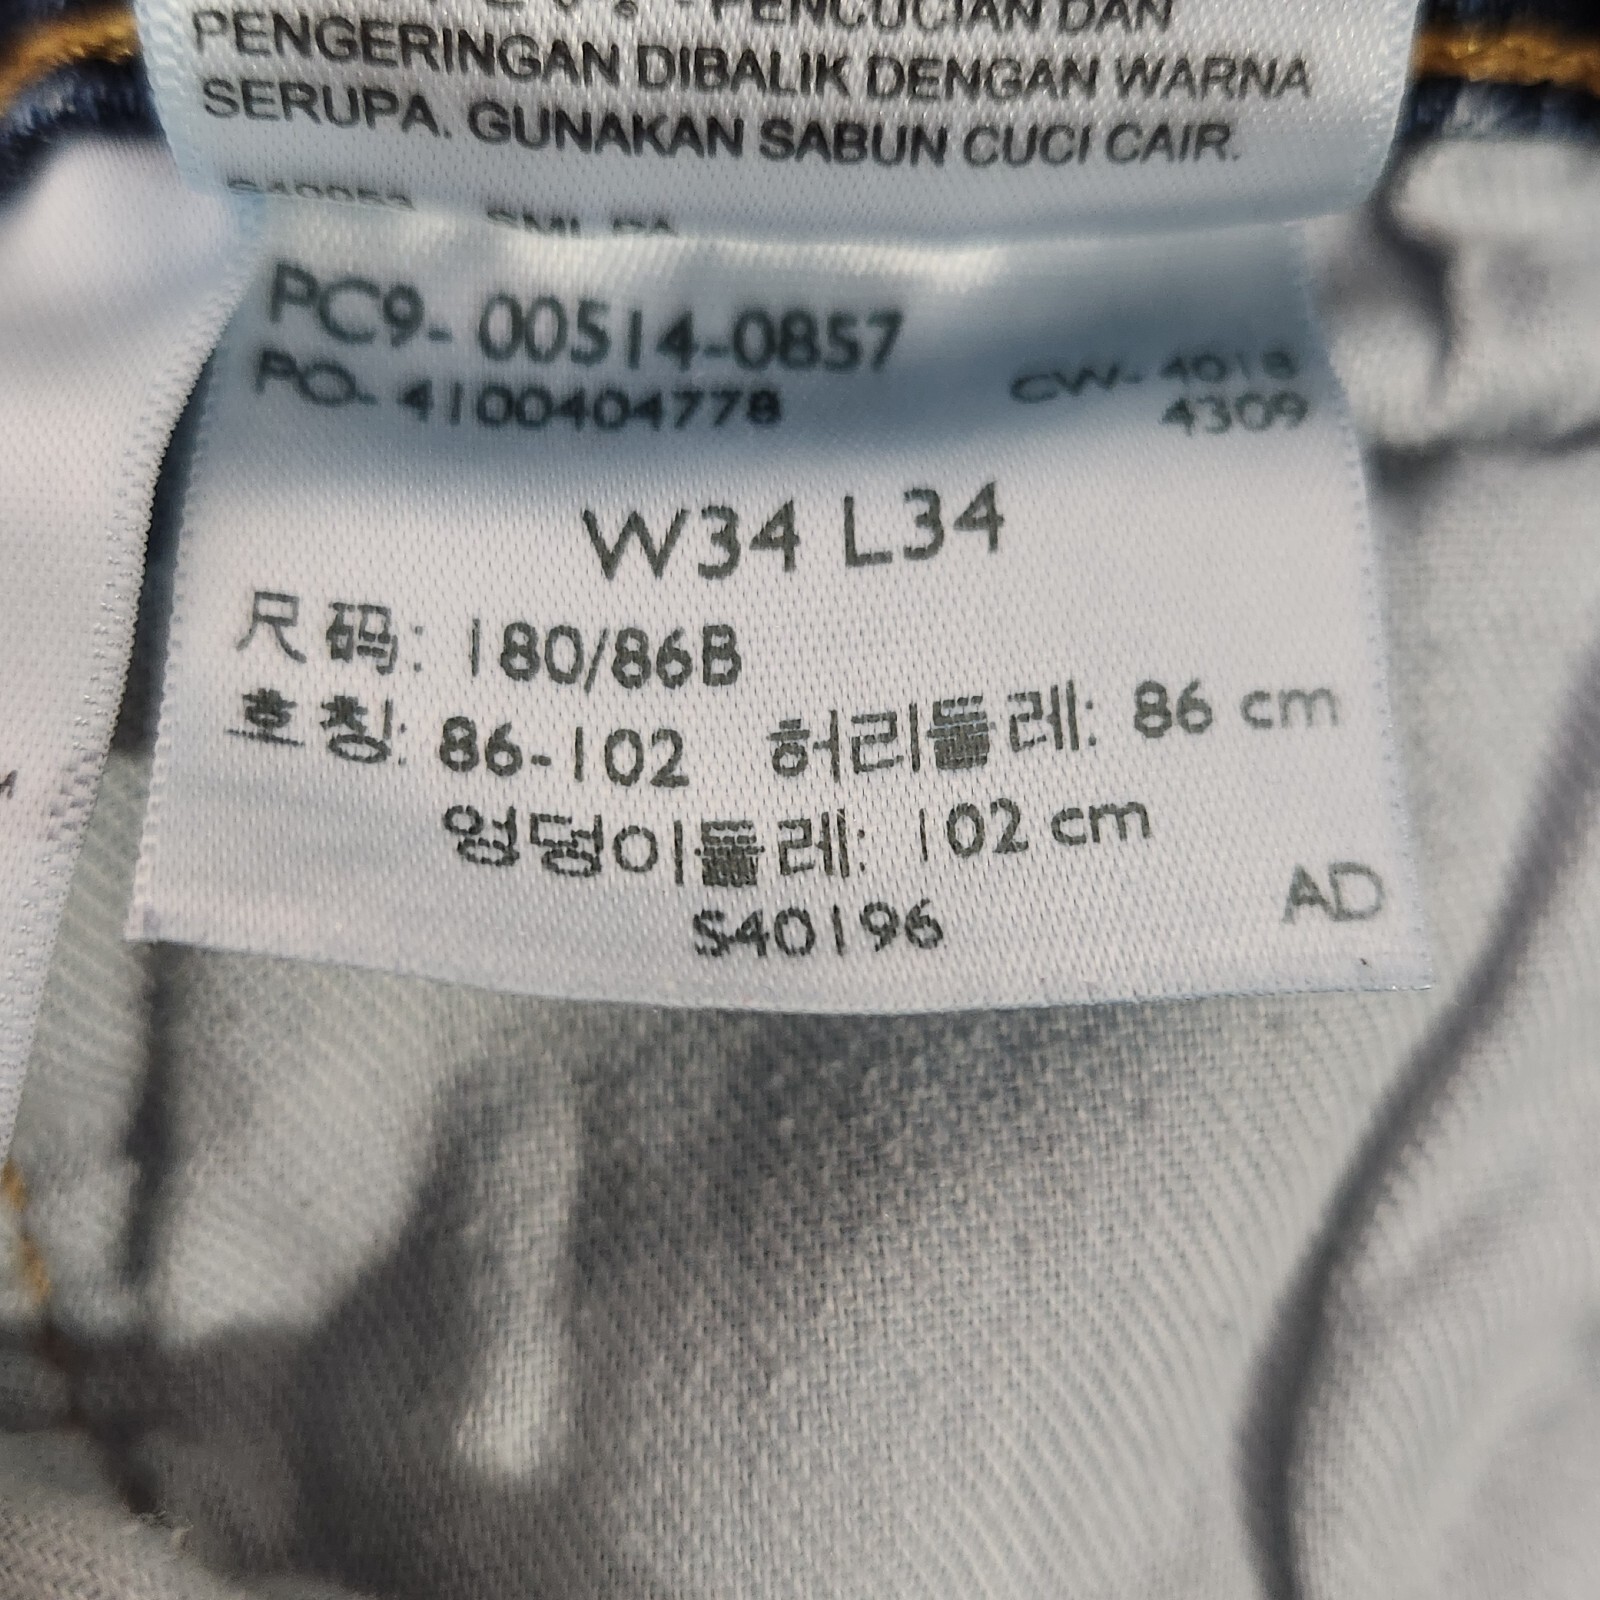 PENCUCIAN DAN
PENGERINGAN DIBALIK DENGAN WARNA
SERUPA. GUNAKAN SABUN CUCI CAIR.
PC9- 00514-0857
PO- 4100404778 CW- 4018
4309
W34 L34
尺码: 180/86B
호칭: 86-102 허리둘레: 86 cm
엉덩이둘레: 102 cm
S40196 AD